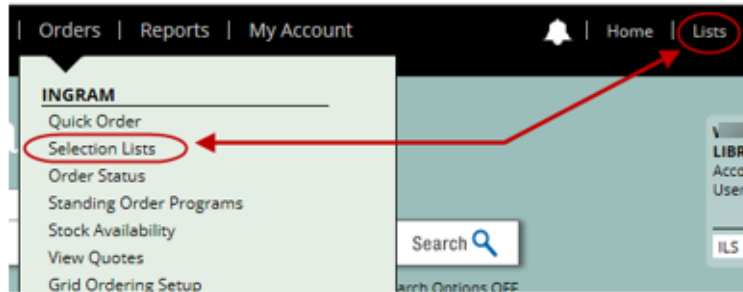 | Orders | Reports | My Account
| Home | Lists
INGRAM
Quick Order
Selection Lists
Order Status
Standing Order Programs
Stock Availability
View Quotes
Grid Ordering Setup
Search
arch Options OFF
LIBR
Acco
User
ILS